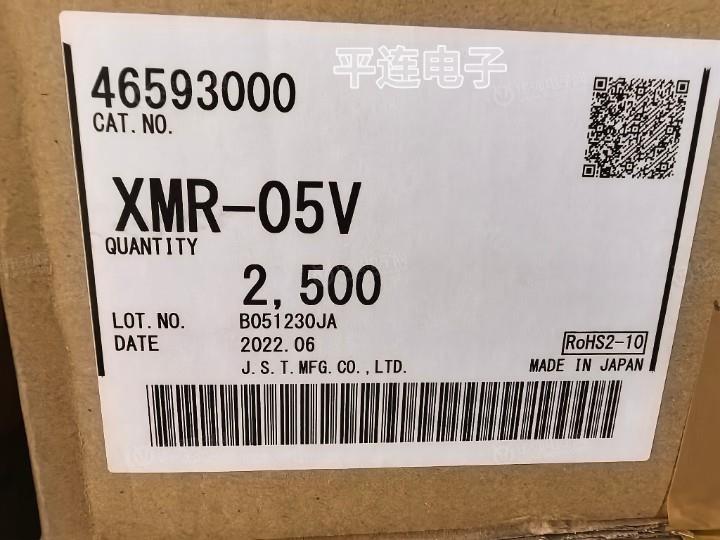 平连电子
46593000
CAT.NO.
XMR-05V
QUANTITY
2,500
LOT.NO. B051230JA
DATE 2022.06
RoHS2-10
J.S.T.MFG.CO.,LTD. MADE IN JAPAN